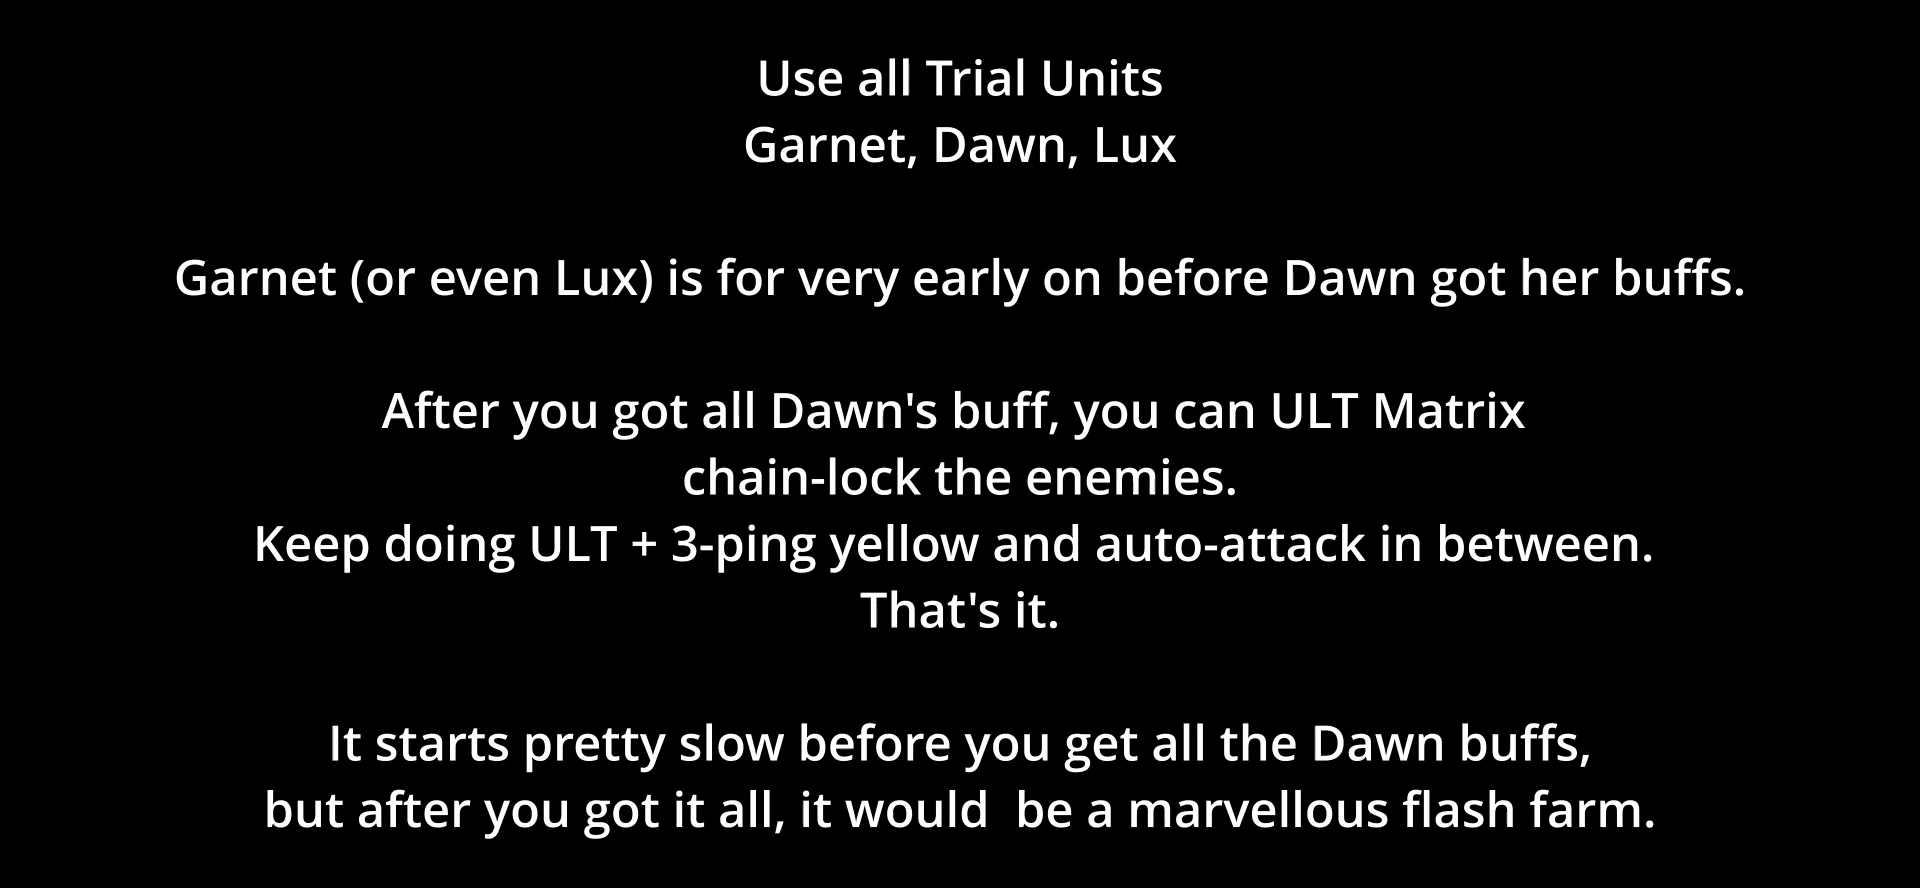 Use all Trial Units
Garnet, Dawn, Lux
Garnet (or even Lux) is for very early on before Dawn got her buffs.
After you got all Dawn's buff, you can ULT Matrix
chain-lock the enemies.
Keep doing ULT + 3-ping yellow and auto-attack in between.
That's it.
It starts pretty slow before you get all the Dawn buffs,
but after you got it all, it would  be a marvellous flash farm.